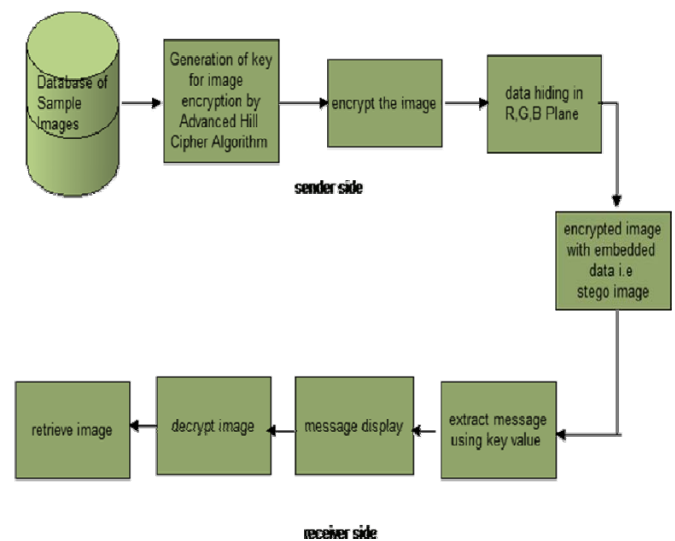 Database of
Sample
Images
Generation of key
for image
encryption by
Advanced Hill
Cipher Algorithm
encrypt the image
data hiding in
R,G,B Plane
sender side
encrypted image
with embedded
data i.e
stego image
extract message
using key value
message display
decrypt image
retrieve image
receiver side